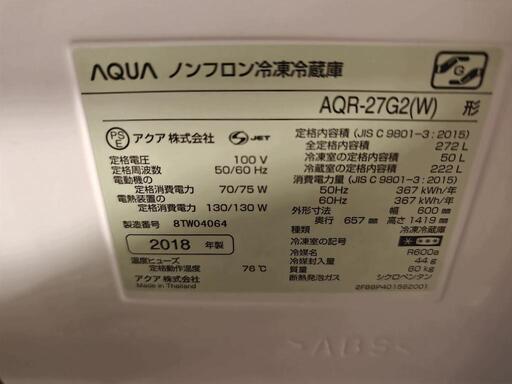 AQUA ノンフロン冷凍冷蔵庫
G
AQR-27G2(W) 形
PS E アクア株式会社 S JET
定格電圧 100 V
定格周波数 50/60 Hz
電動機の
定格消費電力 70/75 W
電熱装置の
定格消費電力 130/130 W
製造番号 8TW04064
2018 年製
温度ヒューズ
定格動作温度 76℃
アクア株式会社
Made in Thailand
定格内容積 (JIS C 9801-3 : 2015)
全定格内容積 272 L
冷凍室の定格内容積 50 L
冷蔵室の定格内容積 222 L
消費電力量 (JIS C 9801-3 : 2015)
50Hz 367 kWh/年
60Hz 367 kWh/年
外形寸法 幅 600 mm
奥行 657 mm 高さ 1419 mm
種類 冷凍冷蔵庫
冷凍室の記号 * ***
冷媒 R600a
冷媒封入量 44 g
質量 60 kg
断熱発泡ガス シクロペンタン
>ABS<